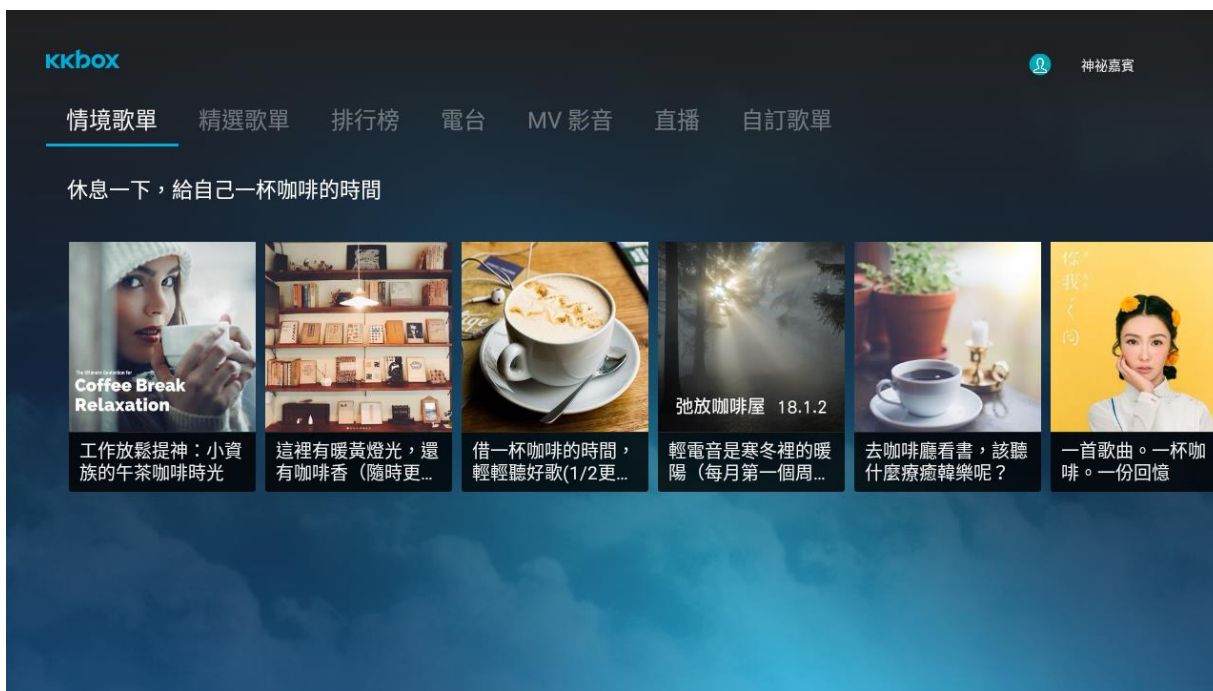 KKbox
神祕嘉賓
情境歌單 精選歌單 排行榜 電台 MV 影音 直播 自訂歌單
休息一下，給自己一杯咖啡的時間
Coffee Break
Relaxation
弛放咖啡屋 18.1.2
你我之間
工作放鬆提神：小資
族的午茶咖啡時光
這裡有暖黃燈光，還
有咖啡香（隨時更...
借一杯咖啡的時間，
輕輕聽好歌(1/2更...
輕電音是寒冬裡的暖
陽（每月第一個周...
去咖啡廳看書，該聽
什麼療癒韓樂呢？
一首歌曲。一杯咖
啡。一份回憶